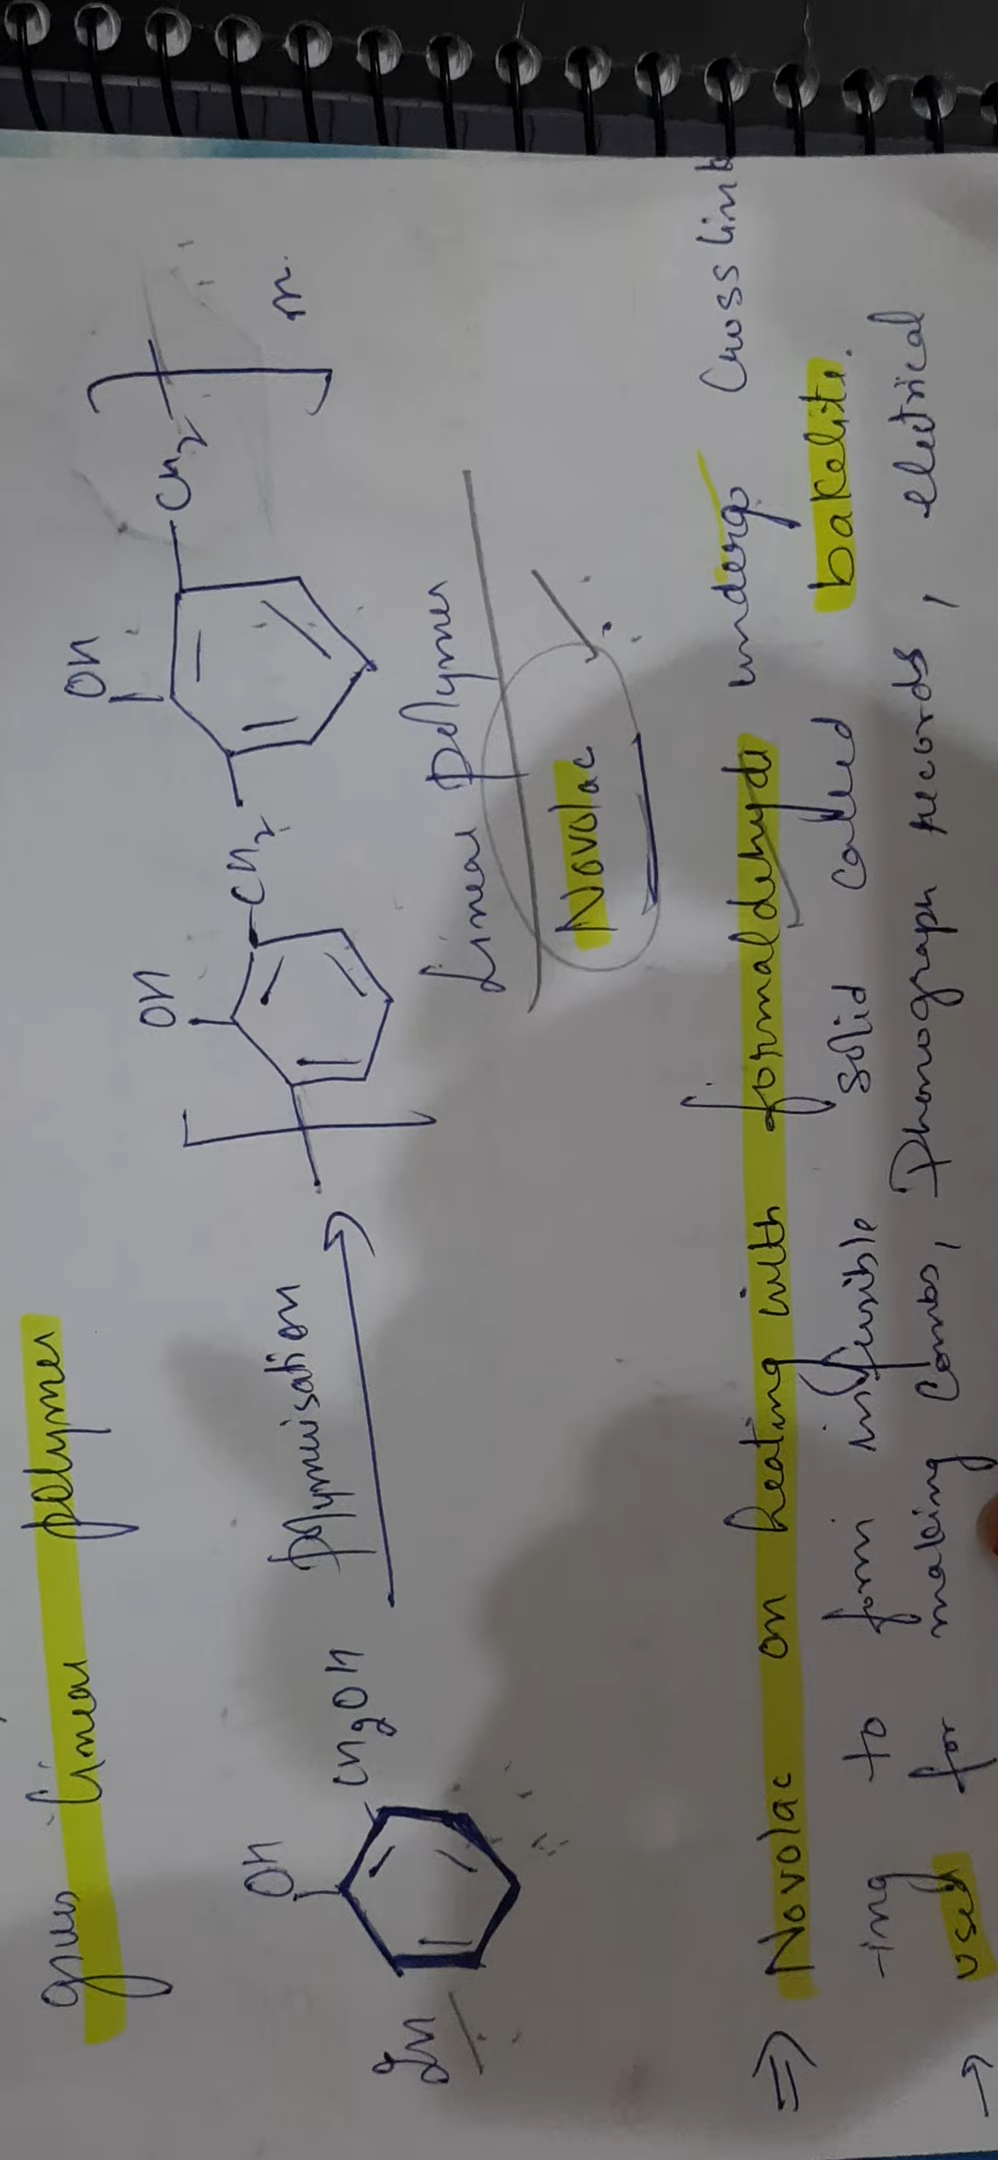 gives linear polymer
2n
OH
CH2OH
polymerisation
[
OH
CH2
OH
CH2
]n
Linear polymer
Novolac
⇒ Novolac on heating with formaldehyde undergo Cross link
-ing to form infusible solid called bakelite.
→ used for making Combs, Phonograph records, electrical